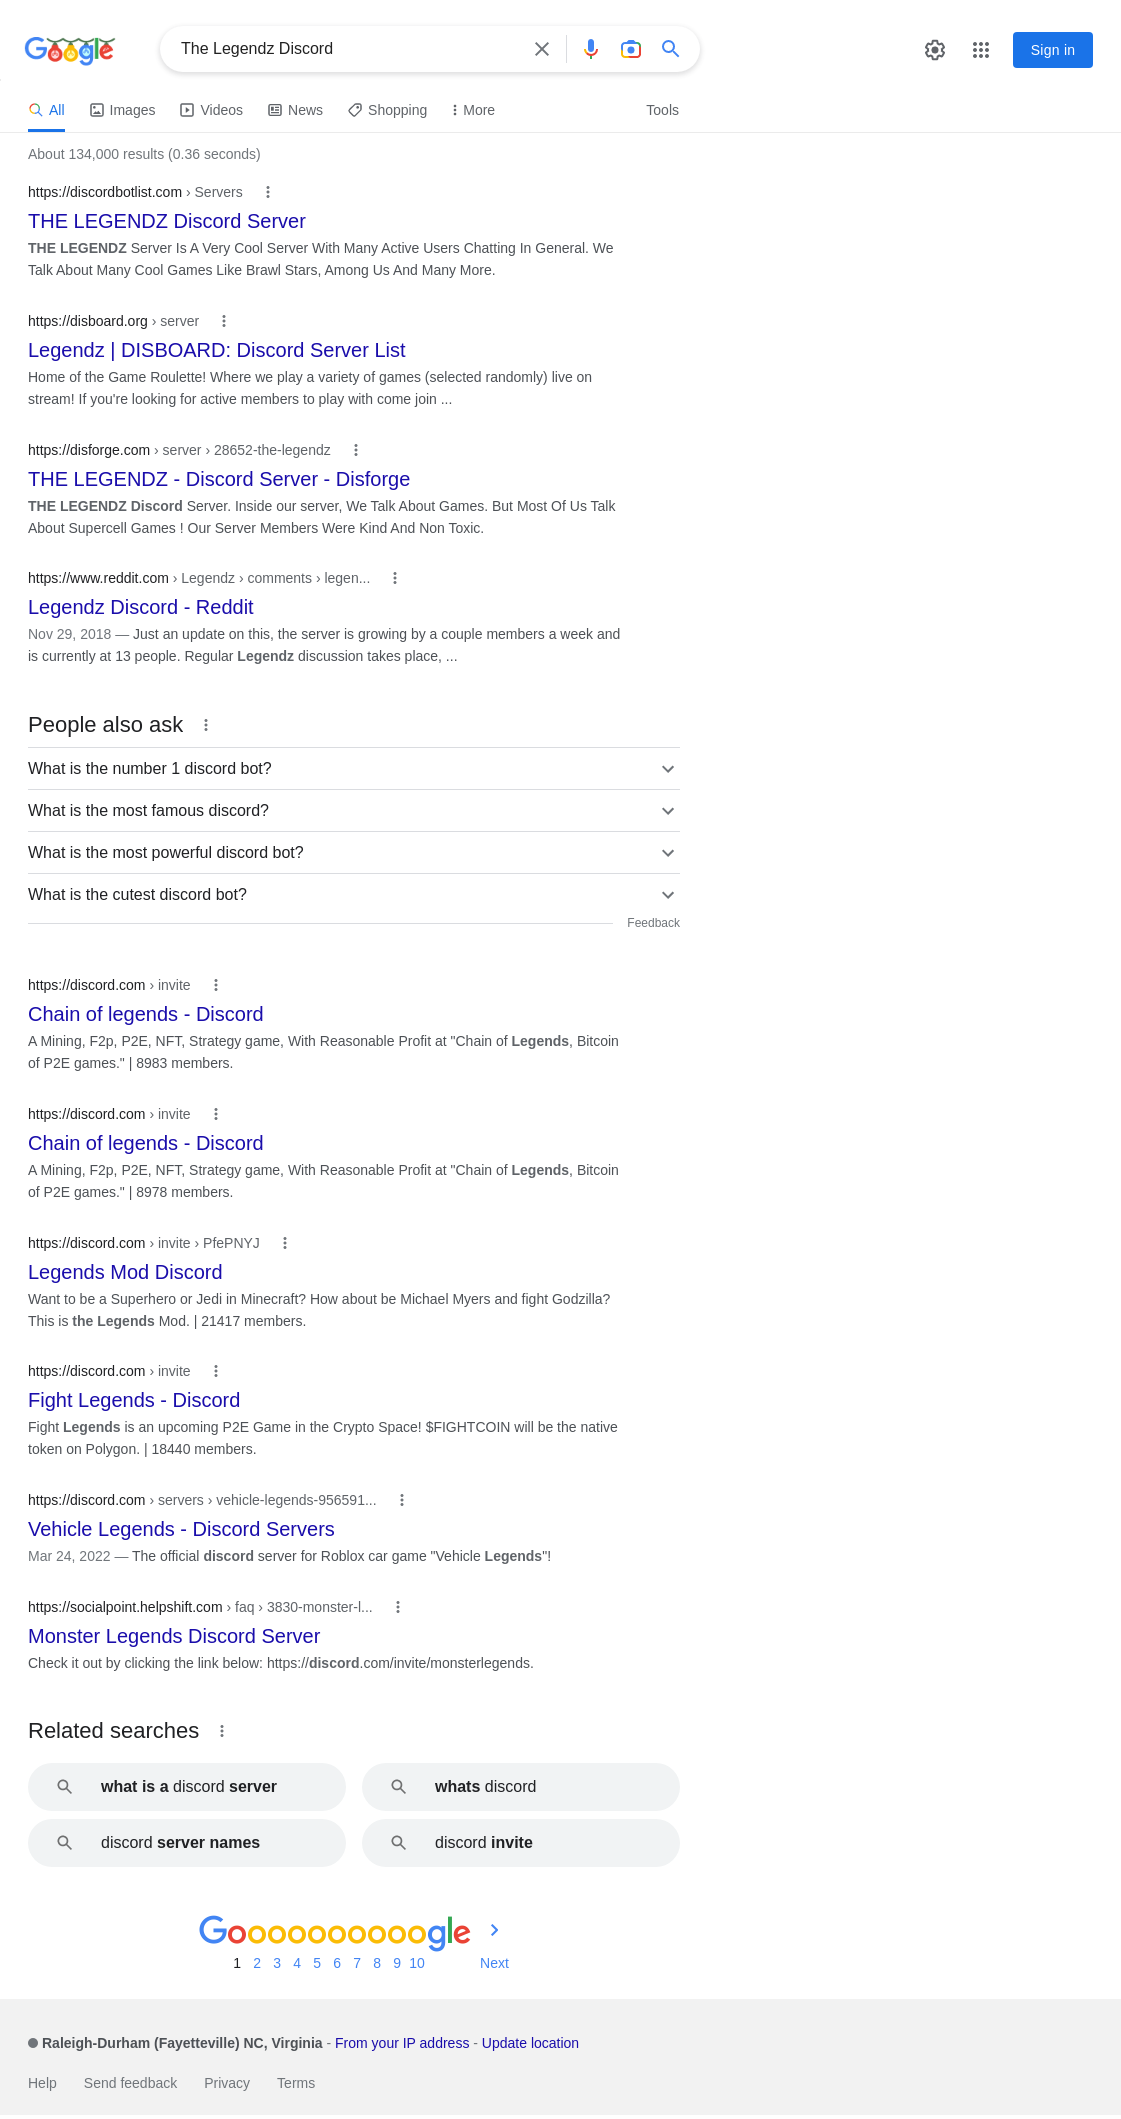 Google
The Legendz Discord
Sign in
All Images Videos News Shopping More Tools
About 134,000 results (0.36 seconds)
https://discordbotlist.com › Servers
THE LEGENDZ Discord Server
THE LEGENDZ Server Is A Very Cool Server With Many Active Users Chatting In General. We
Talk About Many Cool Games Like Brawl Stars, Among Us And Many More.
https://disboard.org › server
Legendz | DISBOARD: Discord Server List
Home of the Game Roulette! Where we play a variety of games (selected randomly) live on
stream! If you're looking for active members to play with come join ...
https://disforge.com › server › 28652-the-legendz
THE LEGENDZ - Discord Server - Disforge
THE LEGENDZ Discord Server. Inside our server, We Talk About Games. But Most Of Us Talk
About Supercell Games ! Our Server Members Were Kind And Non Toxic.
https://www.reddit.com › Legendz › comments › legen...
Legendz Discord - Reddit
Nov 29, 2018 — Just an update on this, the server is growing by a couple members a week and
is currently at 13 people. Regular Legendz discussion takes place, ...
People also ask
What is the number 1 discord bot?
What is the most famous discord?
What is the most powerful discord bot?
What is the cutest discord bot?
Feedback
https://discord.com › invite
Chain of legends - Discord
A Mining, F2p, P2E, NFT, Strategy game, With Reasonable Profit at "Chain of Legends, Bitcoin
of P2E games." | 8983 members.
https://discord.com › invite
Chain of legends - Discord
A Mining, F2p, P2E, NFT, Strategy game, With Reasonable Profit at "Chain of Legends, Bitcoin
of P2E games." | 8978 members.
https://discord.com › invite › PfePNYJ
Legends Mod Discord
Want to be a Superhero or Jedi in Minecraft? How about be Michael Myers and fight Godzilla?
This is the Legends Mod. | 21417 members.
https://discord.com › invite
Fight Legends - Discord
Fight Legends is an upcoming P2E Game in the Crypto Space! $FIGHTCOIN will be the native
token on Polygon. | 18440 members.
https://discord.com › servers › vehicle-legends-956591...
Vehicle Legends - Discord Servers
Mar 24, 2022 — The official discord server for Roblox car game "Vehicle Legends"!
https://socialpoint.helpshift.com › faq › 3830-monster-l...
Monster Legends Discord Server
Check it out by clicking the link below: https://discord.com/invite/monsterlegends.
Related searches
what is a discord server
whats discord
discord server names
discord invite
Goooooooooogle
1 2 3 4 5 6 7 8 9 10 Next
Raleigh-Durham (Fayetteville) NC, Virginia - From your IP address - Update location
Help Send feedback Privacy Terms